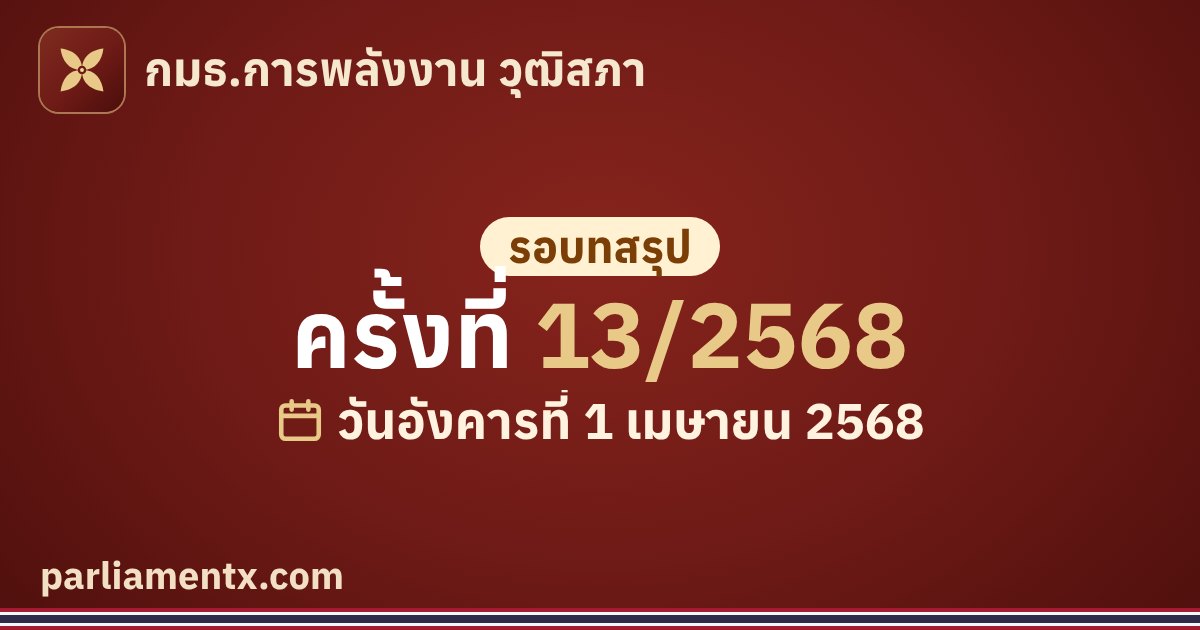 กมธ.การพลังงาน วุฒิสภา
รอบทสรุป
ครั้งที่ 13/2568
วันอังคารที่ 1 เมษายน 2568
parliamentx.com